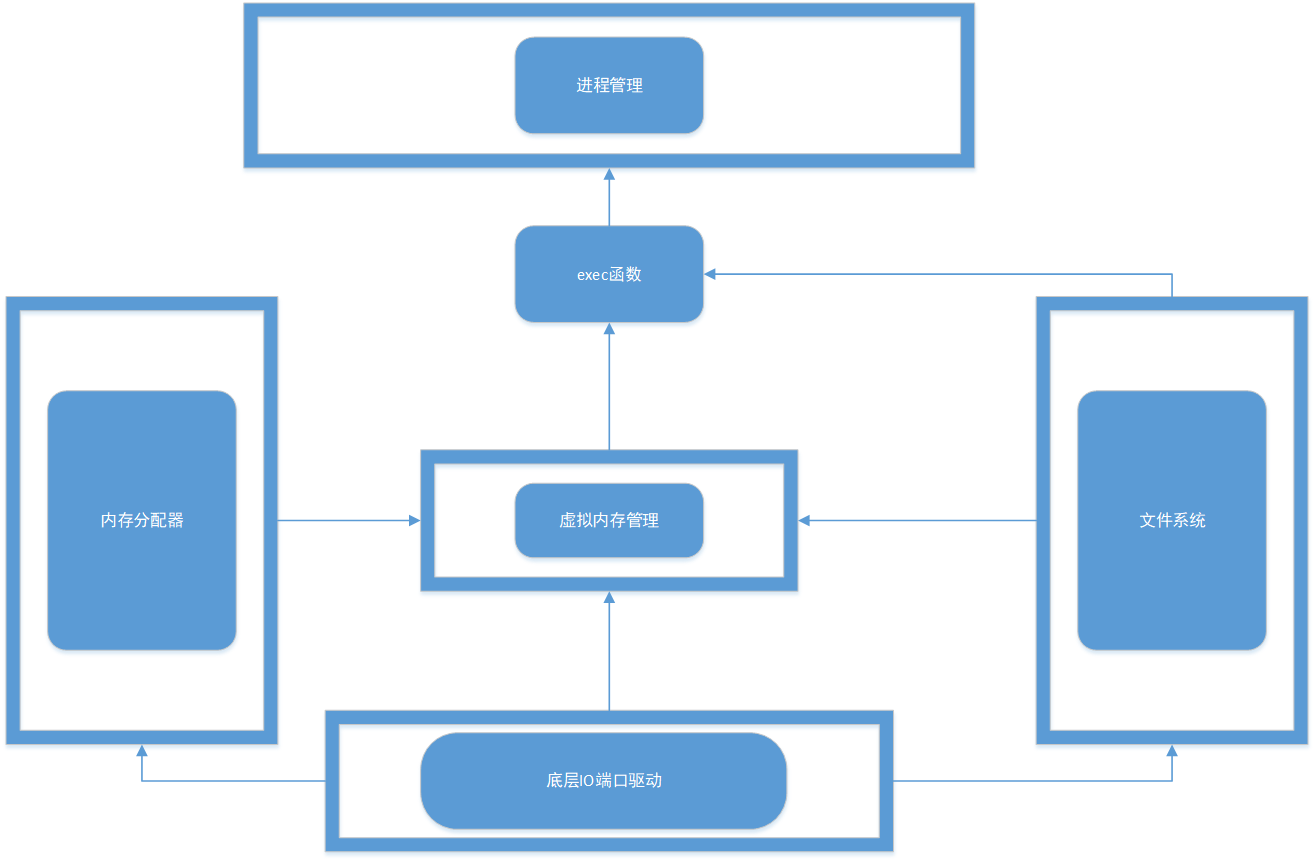 进程管理
exec函数
内存分配器
虚拟内存管理
文件系统
底层IO端口驱动